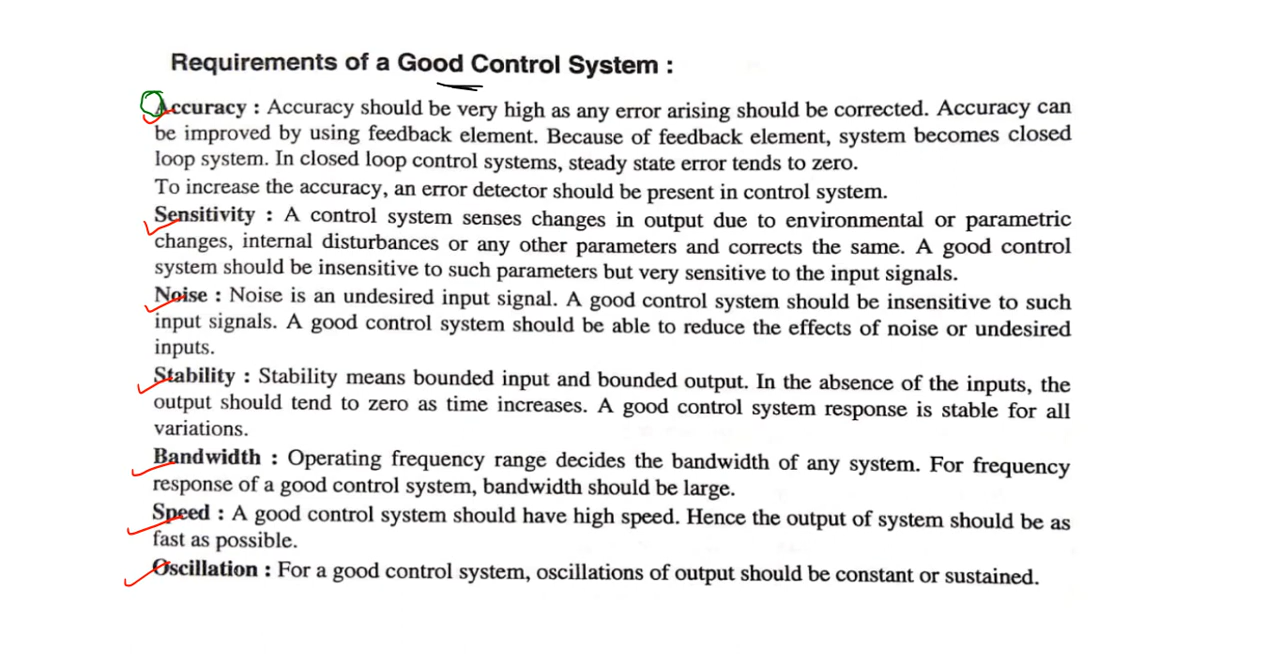 Requirements of a Good Control System :
Accuracy : Accuracy should be very high as any error arising should be corrected. Accuracy can
be improved by using feedback element. Because of feedback element, system becomes closed
loop system. In closed loop control systems, steady state error tends to zero.
To increase the accuracy, an error detector should be present in control system.
Sensitivity : A control system senses changes in output due to environmental or parametric
changes, internal disturbances or any other parameters and corrects the same. A good control
system should be insensitive to such parameters but very sensitive to the input signals.
Noise : Noise is an undesired input signal. A good control system should be insensitive to such
input signals. A good control system should be able to reduce the effects of noise or undesired
inputs.
Stability : Stability means bounded input and bounded output. In the absence of the inputs, the
output should tend to zero as time increases. A good control system response is stable for all
variations.
Bandwidth : Operating frequency range decides the bandwidth of any system. For frequency
response of a good control system, bandwidth should be large.
Speed : A good control system should have high speed. Hence the output of system should be as
fast as possible.
Oscillation : For a good control system, oscillations of output should be constant or sustained.